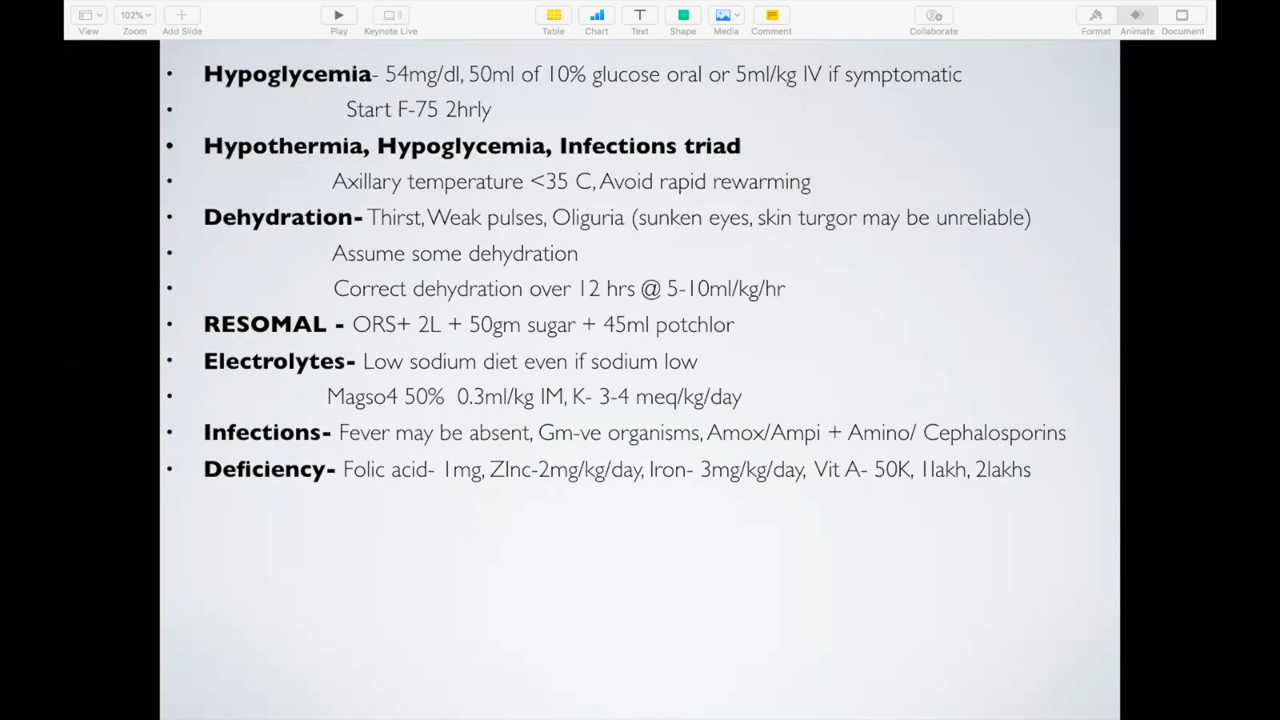 View
102%
Zoom
Add Slide
Play
Keynote Live
Table
Chart
Text
Shape
Media
Comment
Collaborate
Format
Animate
Document
• Hypoglycemia- 54mg/dl, 50ml of 10% glucose oral or 5ml/kg IV if symptomatic
• Start F-75 2hrly
• Hypothermia, Hypoglycemia, Infections triad
• Axillary temperature <35 C, Avoid rapid rewarming
• Dehydration- Thirst, Weak pulses, Oliguria (sunken eyes, skin turgor may be unreliable)
• Assume some dehydration
• Correct dehydration over 12 hrs @ 5-10ml/kg/hr
• RESOMAL - ORS+ 2L + 50gm sugar + 45ml potchlor
• Electrolytes- Low sodium diet even if sodium low
• Magso4 50% 0.3ml/kg IM, K- 3-4 meq/kg/day
• Infections- Fever may be absent, Gm-ve organisms, Amox/Ampi + Amino/ Cephalosporins
• Deficiency- Folic acid- 1mg, ZInc-2mg/kg/day, Iron- 3mg/kg/day, Vit A- 50K, 1lakh, 2lakhs